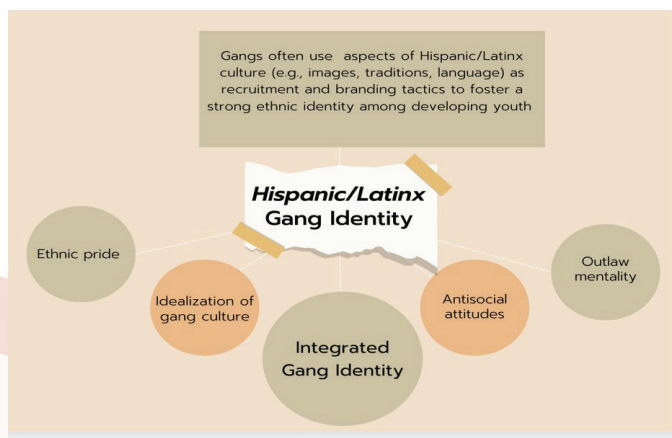 Gangs often use aspects of Hispanic/Latinx
culture (e.g., images, traditions, language) as
recruitment and branding tactics to foster a
strong ethnic identity among developing youth
Hispanic/Latinx
Gang Identity
Ethnic pride
Idealization of
gang culture
Integrated
Gang Identity
Antisocial
attitudes
Outlaw
mentality